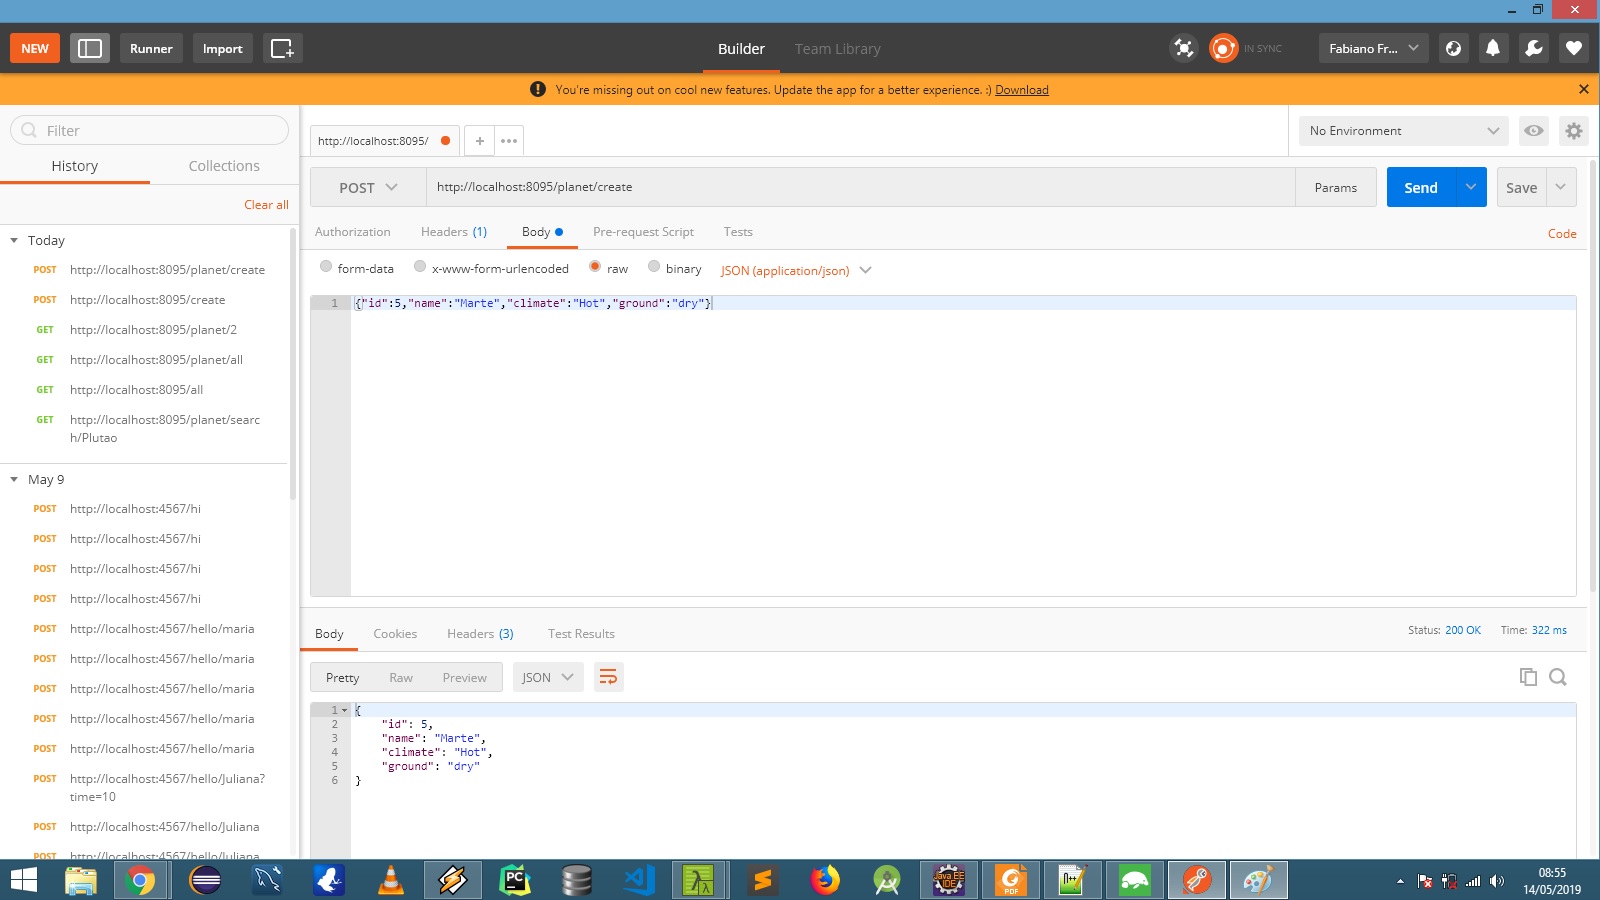 NEW
Runner
Import
Builder
Team Library
IN SYNC
Fabiano Fr...
You're missing out on cool new features. Update the app for a better experience. :) Download
Filter
History
Collections
Clear all
Today
POST http://localhost:8095/planet/create
POST http://localhost:8095/create
GET http://localhost:8095/planet/2
GET http://localhost:8095/planet/all
GET http://localhost:8095/all
GET http://localhost:8095/planet/searc
h/Plutao
May 9
POST http://localhost:4567/hi
POST http://localhost:4567/hi
POST http://localhost:4567/hi
POST http://localhost:4567/hi
POST http://localhost:4567/hello/maria
POST http://localhost:4567/hello/maria
POST http://localhost:4567/hello/maria
POST http://localhost:4567/hello/maria
POST http://localhost:4567/hello/maria
POST http://localhost:4567/hello/Juliana?
time=10
POST http://localhost:4567/hello/Juliana
POST http://localhost:4567/hello/Juliana
http://localhost:8095/
No Environment
POST
http://localhost:8095/planet/create
Params
Send
Save
Authorization
Headers (1)
Body
Pre-request Script
Tests
Code
form-data
x-www-form-urlencoded
raw
binary
JSON (application/json)
1 {"id":5,"name":"Marte","climate":"Hot","ground":"dry"}
Body
Cookies
Headers (3)
Test Results
Status: 200 OK
Time: 322 ms
Pretty
Raw
Preview
JSON
1 {
2 "id": 5,
3 "name": "Marte",
4 "climate": "Hot",
5 "ground": "dry"
6 }
PC
Java EE
IDE
PDF
08:55
14/05/2019